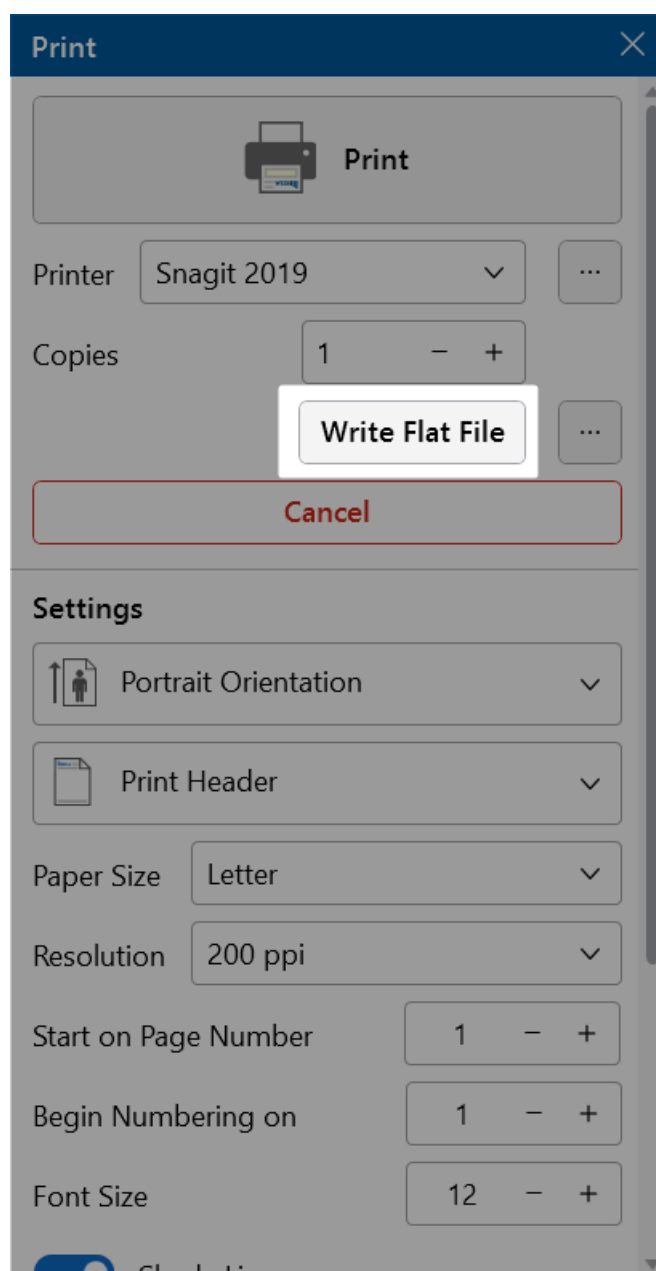 Print
Print
Printer Snagit 2019 ...
Copies 1 − +
Write Flat File ...
Cancel
Settings
Portrait Orientation
Print Header
Paper Size Letter
Resolution 200 ppi
Start on Page Number 1 − +
Begin Numbering on 1 − +
Font Size 12 − +